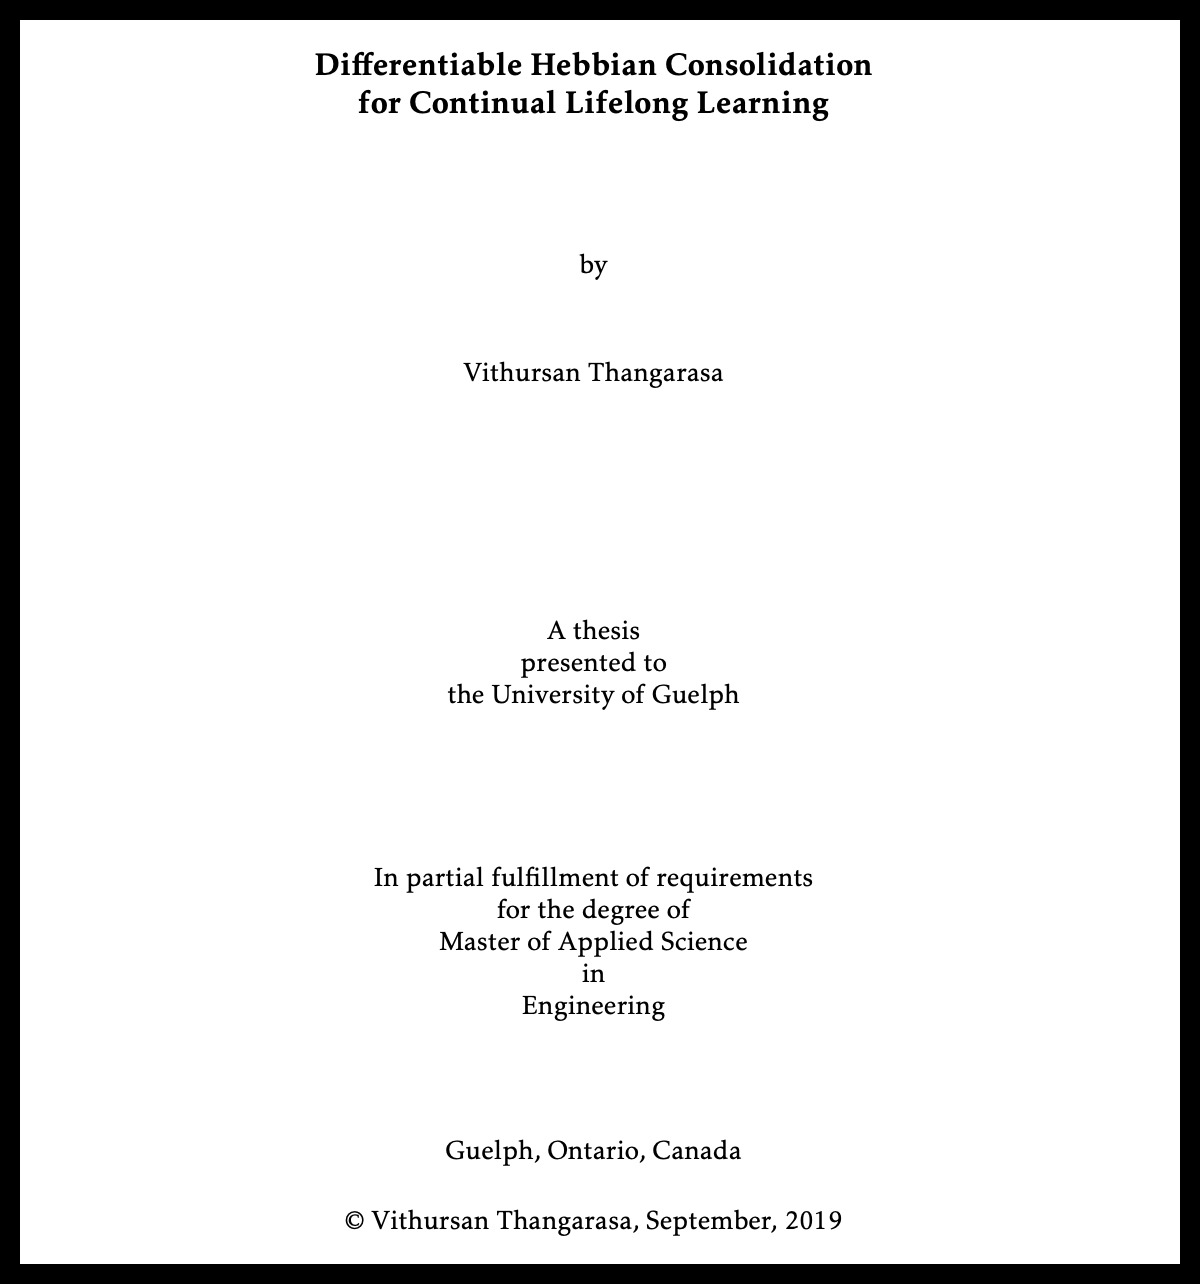 Differentiable Hebbian Consolidation
for Continual Lifelong Learning
by
Vithursan Thangarasa
A thesis
presented to
the University of Guelph
In partial fulfillment of requirements
for the degree of
Master of Applied Science
in
Engineering
Guelph, Ontario, Canada
© Vithursan Thangarasa, September, 2019